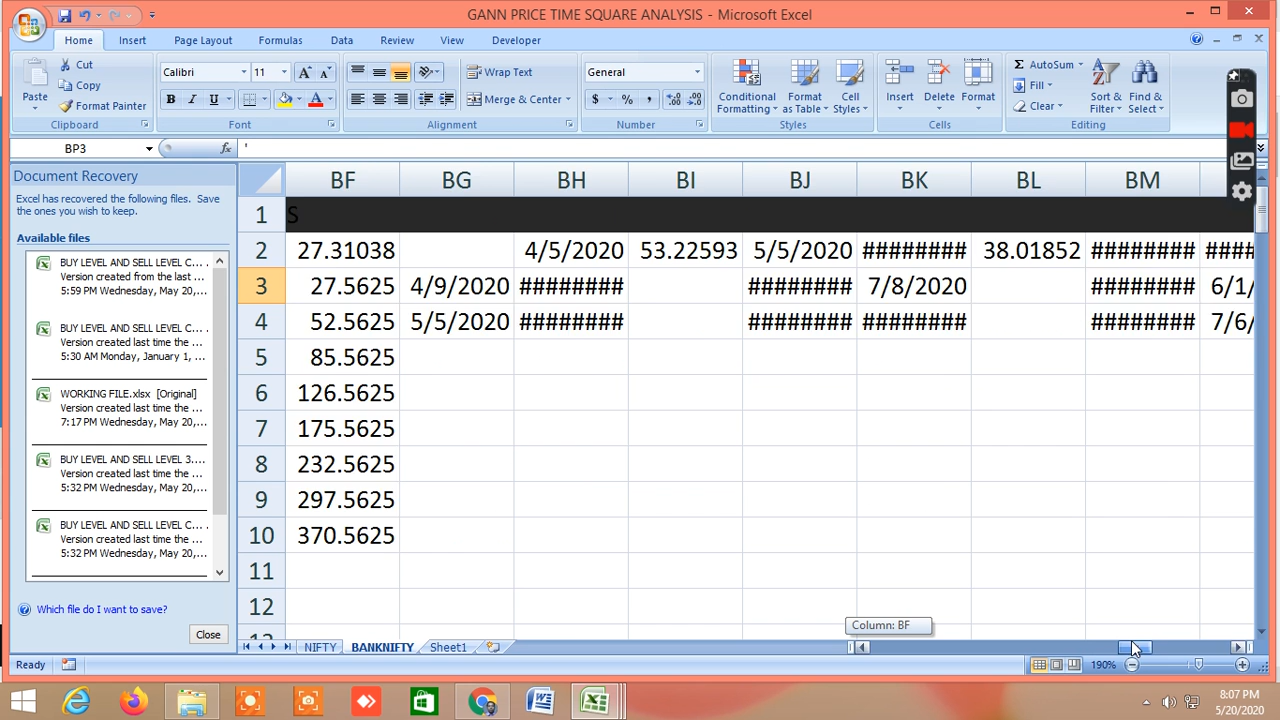 GANN PRICE TIME SQUARE ANALYSIS - Microsoft Excel
Home Insert Page Layout Formulas Data Review View Developer
Paste
Cut
Copy
Format Painter
Clipboard
Calibri 11
B I U
Font
Wrap Text
Merge & Center
Alignment
General
$ % ,
Number
Conditional Formatting
Format as Table
Cell Styles
Styles
Insert Delete Format
Cells
AutoSum
Fill
Clear
Sort & Filter
Find & Select
Editing
BP3 fx '
Document Recovery
Excel has recovered the following files. Save
the ones you wish to keep.
Available files
BUY LEVEL AND SELL LEVEL C... .
Version created from the last ...
5:59 PM Wednesday, May 20,...
BUY LEVEL AND SELL LEVEL C... .
Version created last time the ...
5:30 AM Monday, January 1, ...
WORKING FILE.xlsx [Original]
Version created last time the ...
7:17 PM Wednesday, May 20,...
BUY LEVEL AND SELL LEVEL 3....
Version created last time the ...
5:32 PM Wednesday, May 20,...
BUY LEVEL AND SELL LEVEL C... .
Version created last time the ...
5:32 PM Wednesday, May 20,...
Which file do I want to save?
Close
BF BG BH BI BJ BK BL BM
1 S
2 27.31038 4/5/2020 53.22593 5/5/2020 ######## 38.01852 ######## ####
3 27.5625 4/9/2020 ######## ######## 7/8/2020 ######## 6/1/
4 52.5625 5/5/2020 ######## ######## ######## ######## 7/6/
5 85.5625
6 126.5625
7 175.5625
8 232.5625
9 297.5625
10 370.5625
11
12
Column: BF
NIFTY BANKNIFTY Sheet1
Ready 190%
8:07 PM
5/20/2020